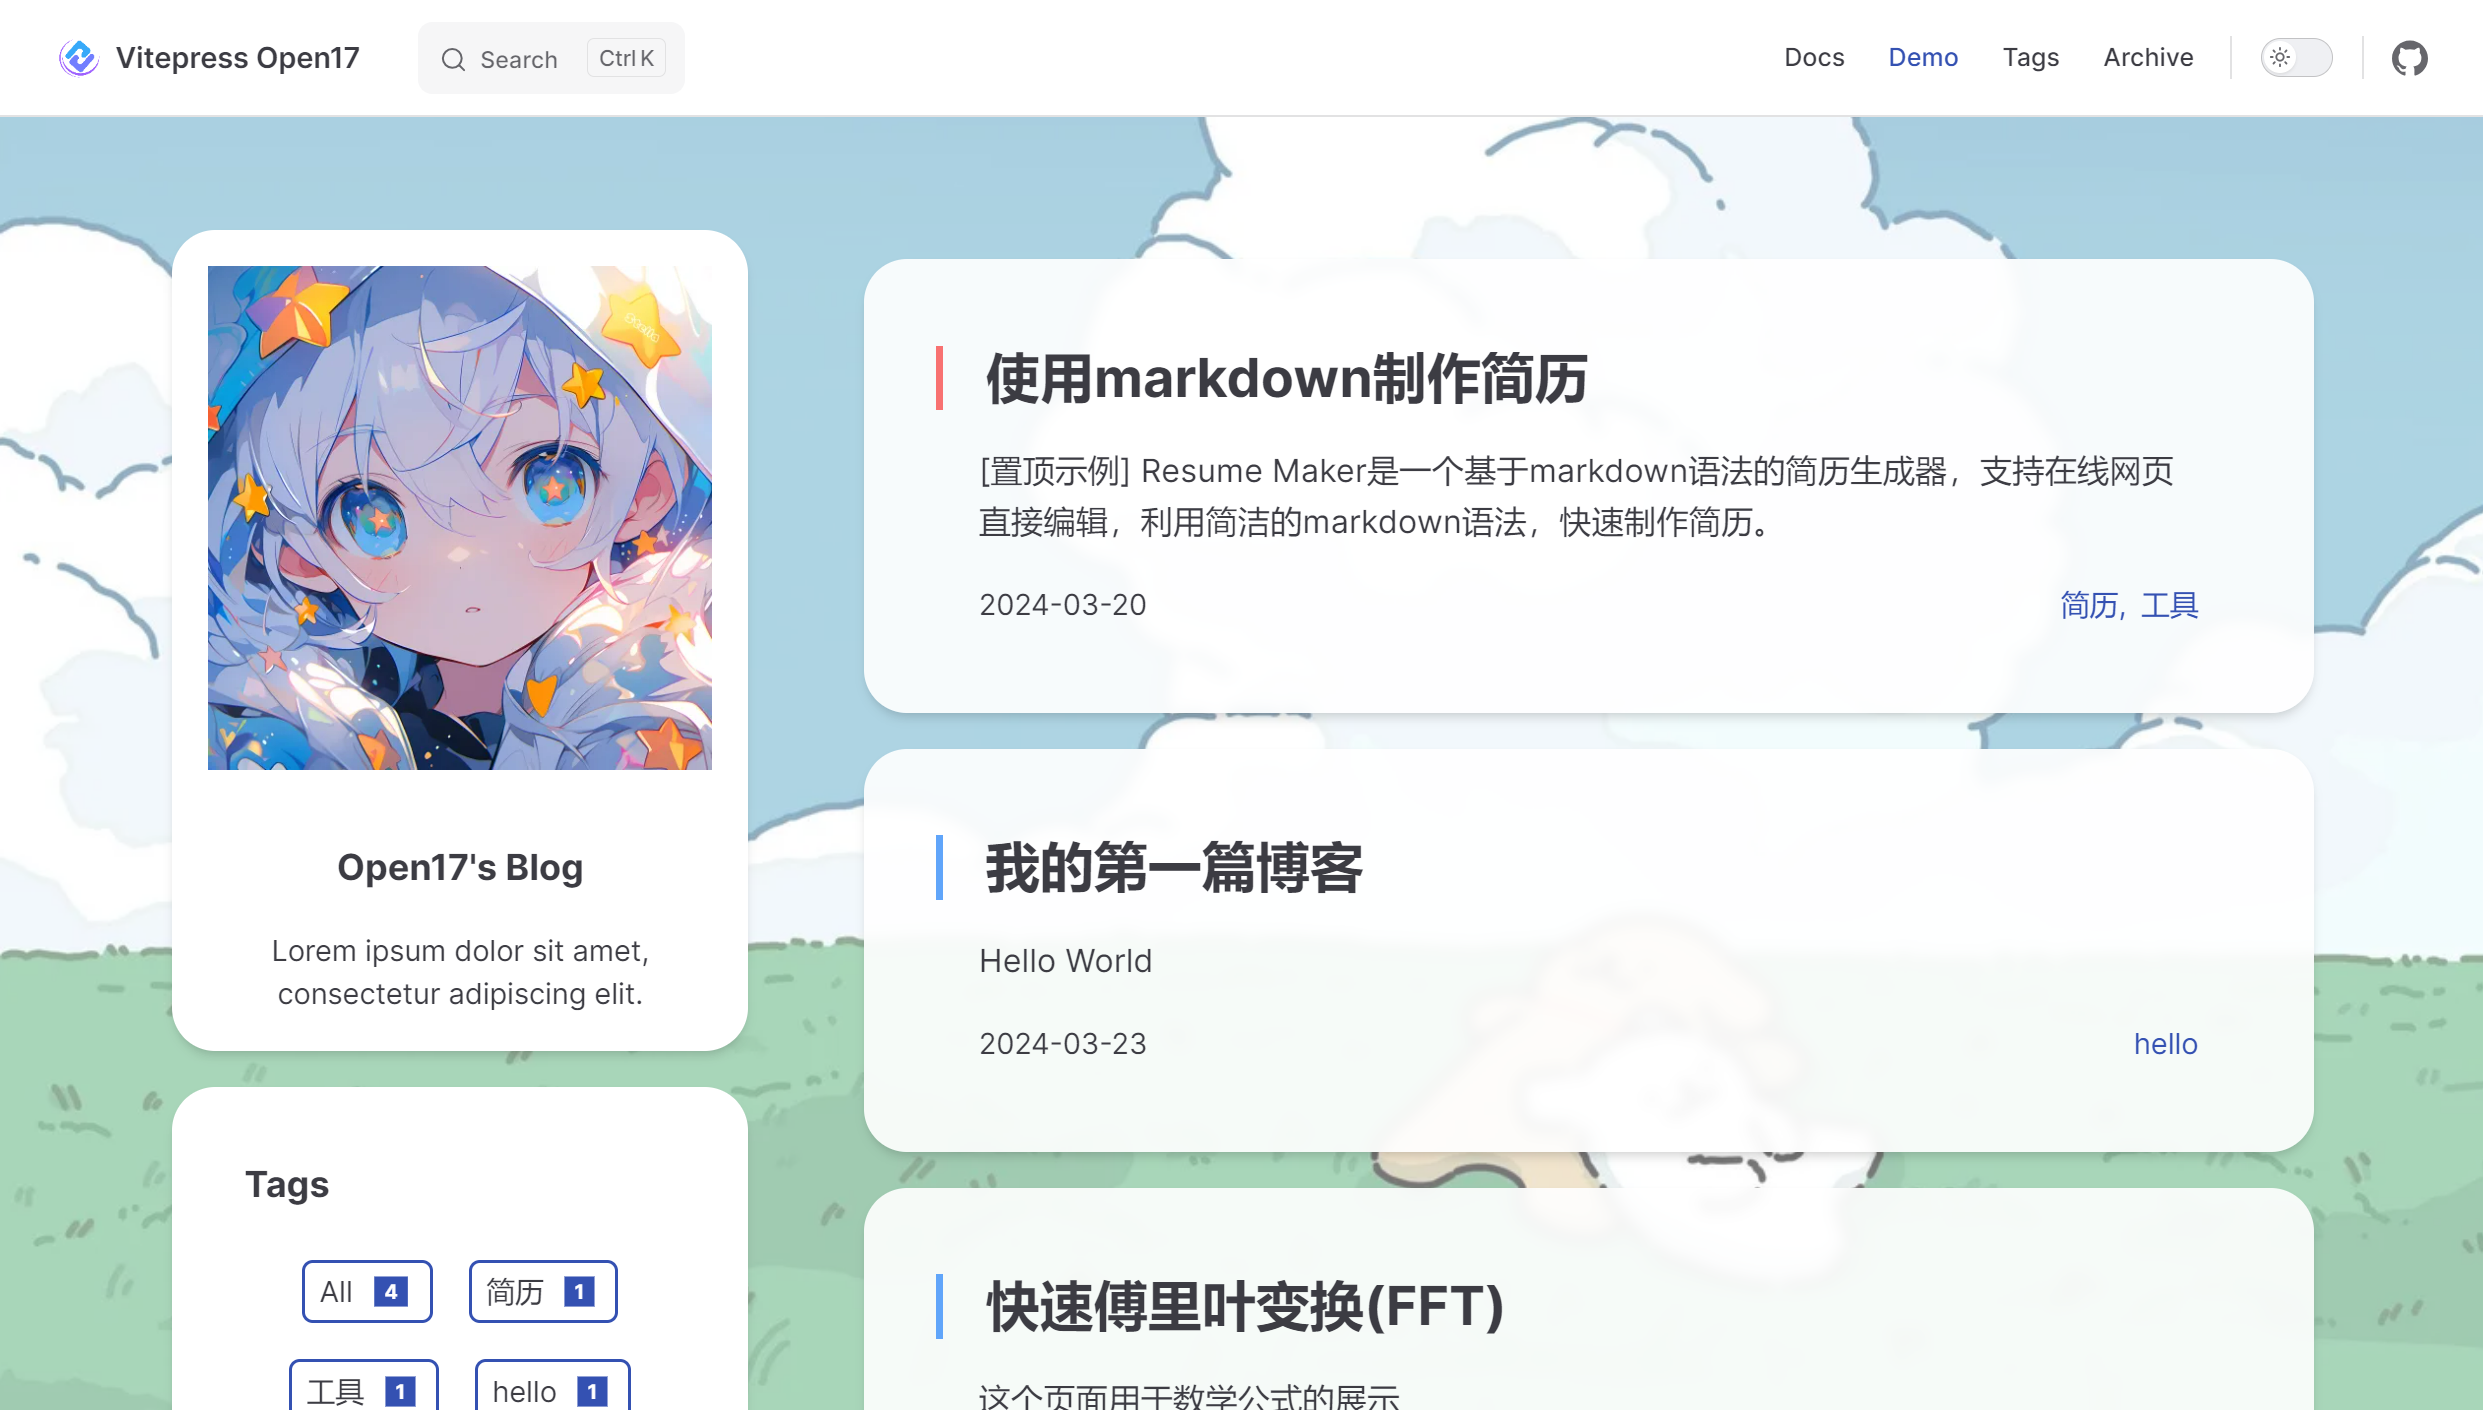 Vitepress Open17
Search
Ctrl K
Docs
Demo
Tags
Archive
Open17's Blog
Lorem ipsum dolor sit amet,
consectetur adipiscing elit.
Tags
All 4
简历 1
工具 1
hello 1
使用markdown制作简历
[置顶示例] Resume Maker是一个基于markdown语法的简历生成器，支持在线网页
直接编辑，利用简洁的markdown语法，快速制作简历。
2024-03-20
简历, 工具
我的第一篇博客
Hello World
2024-03-23
hello
快速傅里叶变换(FFT)
这个页面用于数学公式的展示